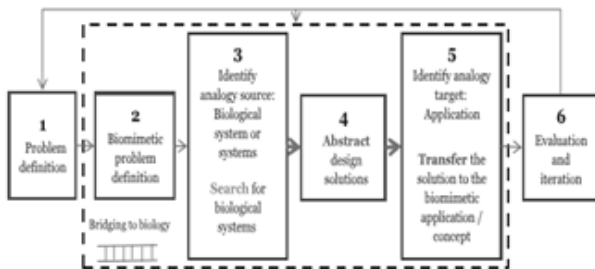 1
Problem
definition
2
Biomimetic
problem
definition
Bridging to biology
3
Identify
analogy source:
Biological
system or
systems
Search for
biological
systems
4
Abstract
design
solutions
5
Identify analogy
target:
Application
Transfer the
solution to the
biomimetic
application /
concept
6
Evaluation
and
iteration